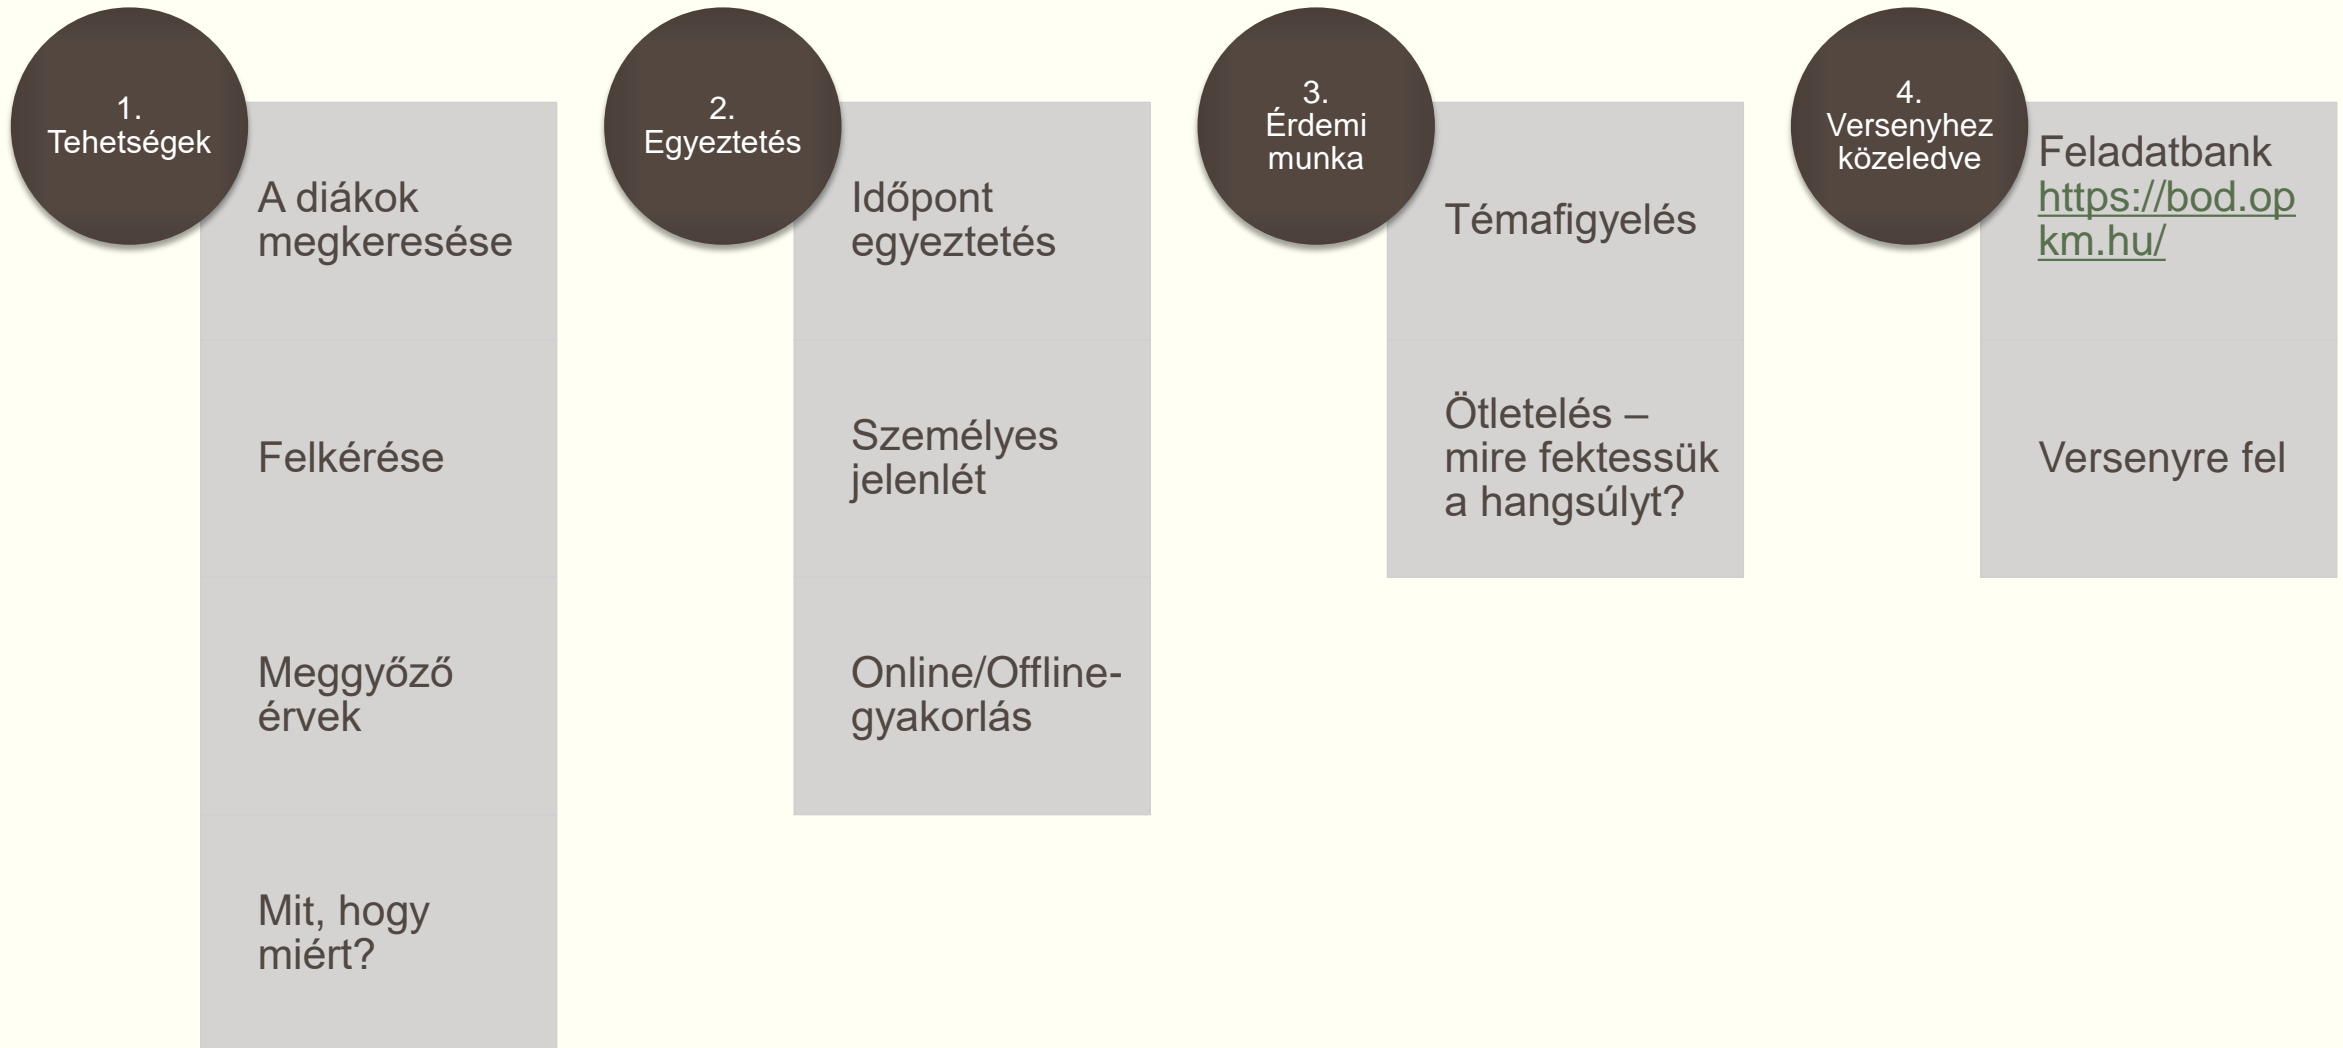 1.
Tehetségek
A diákok
megkeresése
Felkérése
Meggyőző
érvek
Mit, hogy
miért?
2.
Egyeztetés
Időpont
egyeztetés
Személyes
jelenlét
Online/Offline-
gyakorlás
3.
Érdemi
munka
Témafigyelés
Ötletelés –
mire fektessük
a hangsúlyt?
4.
Versenyhez
közeledve
Feladatbank
https://bod.op
km.hu/
Versenyre fel